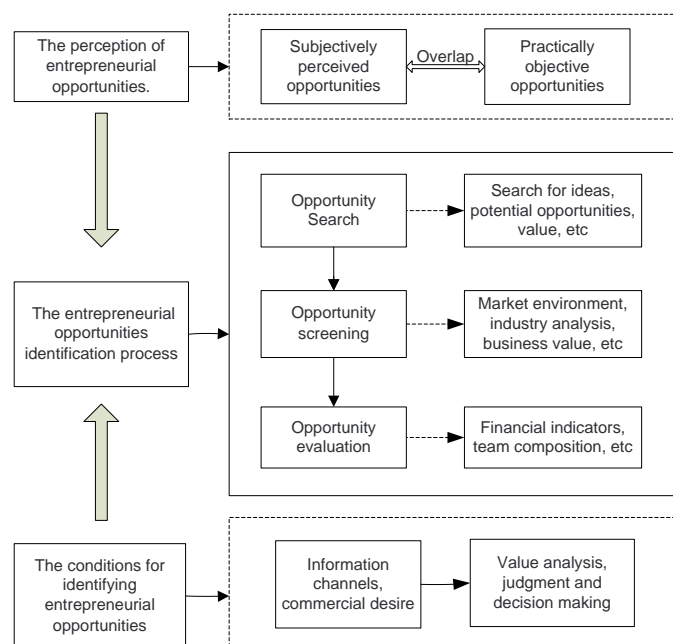 The perception of
entrepreneurial
opportunities.
Subjectively
perceived
opportunities
Overlap
Practically
objective
opportunities
Opportunity
Search
Search for ideas,
potential opportunities,
value, etc
The entrepreneurial
opportunities
identification process
Opportunity
screening
Market environment,
industry analysis,
business value, etc
Opportunity
evaluation
Financial indicators,
team composition, etc
The conditions for
identifying
entrepreneurial
opportunities
Information
channels,
commercial desire
Value analysis,
judgment and
decision making